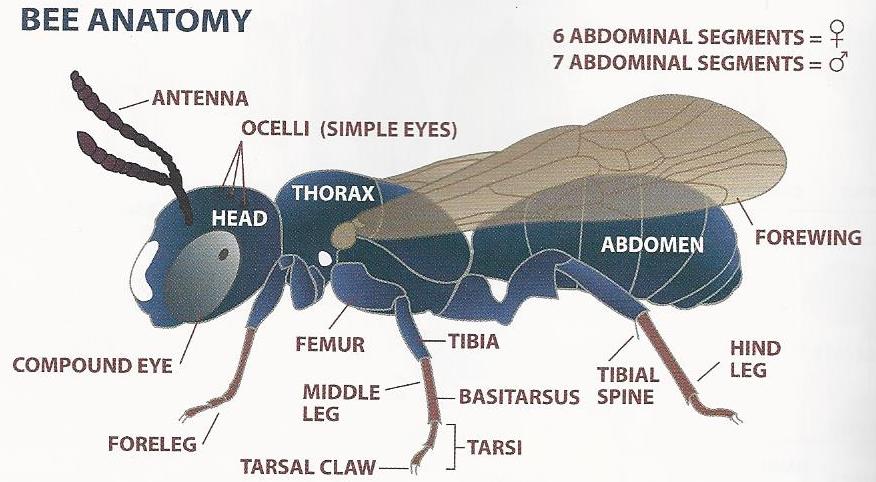 BEE ANATOMY
6 ABDOMINAL SEGMENTS = ♀
7 ABDOMINAL SEGMENTS = ♂
ANTENNA
OCELLI (SIMPLE EYES)
THORAX
HEAD
ABDOMEN
FOREWING
COMPOUND EYE
FEMUR
TIBIA
HIND
LEG
TIBIAL
SPINE
MIDDLE
LEG
BASITARSUS
FORELEG
TARSI
TARSAL CLAW